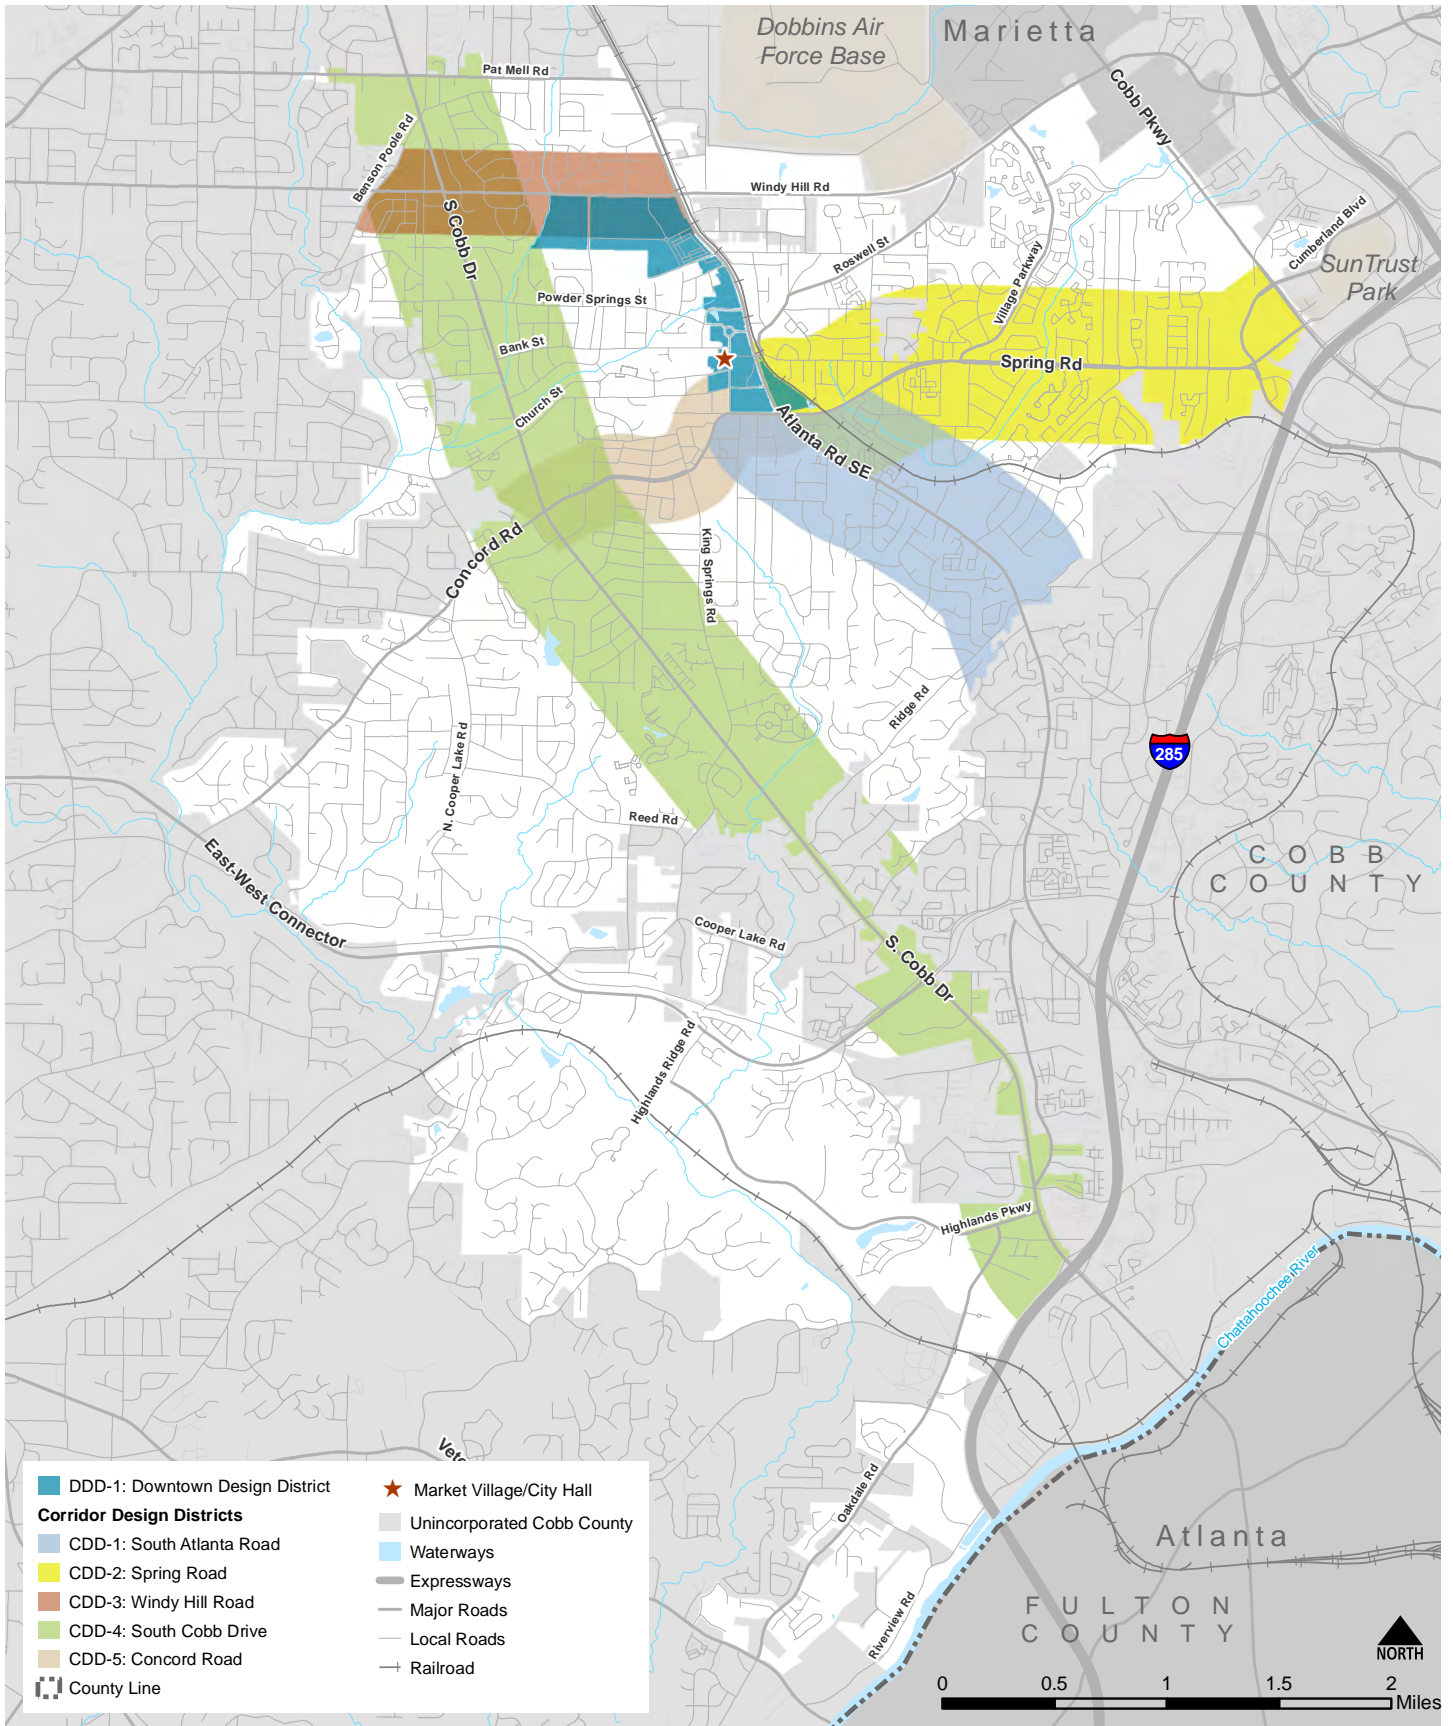 Dobbins Air
Force Base
Marietta
Pat Mell Rd
Cobb Pkwy
Benson Poole Rd
Windy Hill Rd
S Cobb Dr
Cumberland Blvd
Roswell St
SunTrust
Park
Village Parkway
Powder Springs St
Bank St
Spring Rd
Church St
Atlanta Rd SE
Concord Rd
King Springs Rd
Ridge Rd
N. Cooper Lake Rd
285
Reed Rd
East-West Connector
COBB
COUNTY
Cooper Lake Rd
S. Cobb Dr
Highlands Ridge Rd
Highlands Pkwy
Chattahoochee River
Oakdale Rd
Riverview Rd
Atlanta
FULTON
COUNTY
DDD-1: Downtown Design District
Corridor Design Districts
CDD-1: South Atlanta Road
CDD-2: Spring Road
CDD-3: Windy Hill Road
CDD-4: South Cobb Drive
CDD-5: Concord Road
County Line
Market Village/City Hall
Unincorporated Cobb County
Waterways
Expressways
Major Roads
Local Roads
Railroad
NORTH
0 0.5 1 1.5 2
Miles